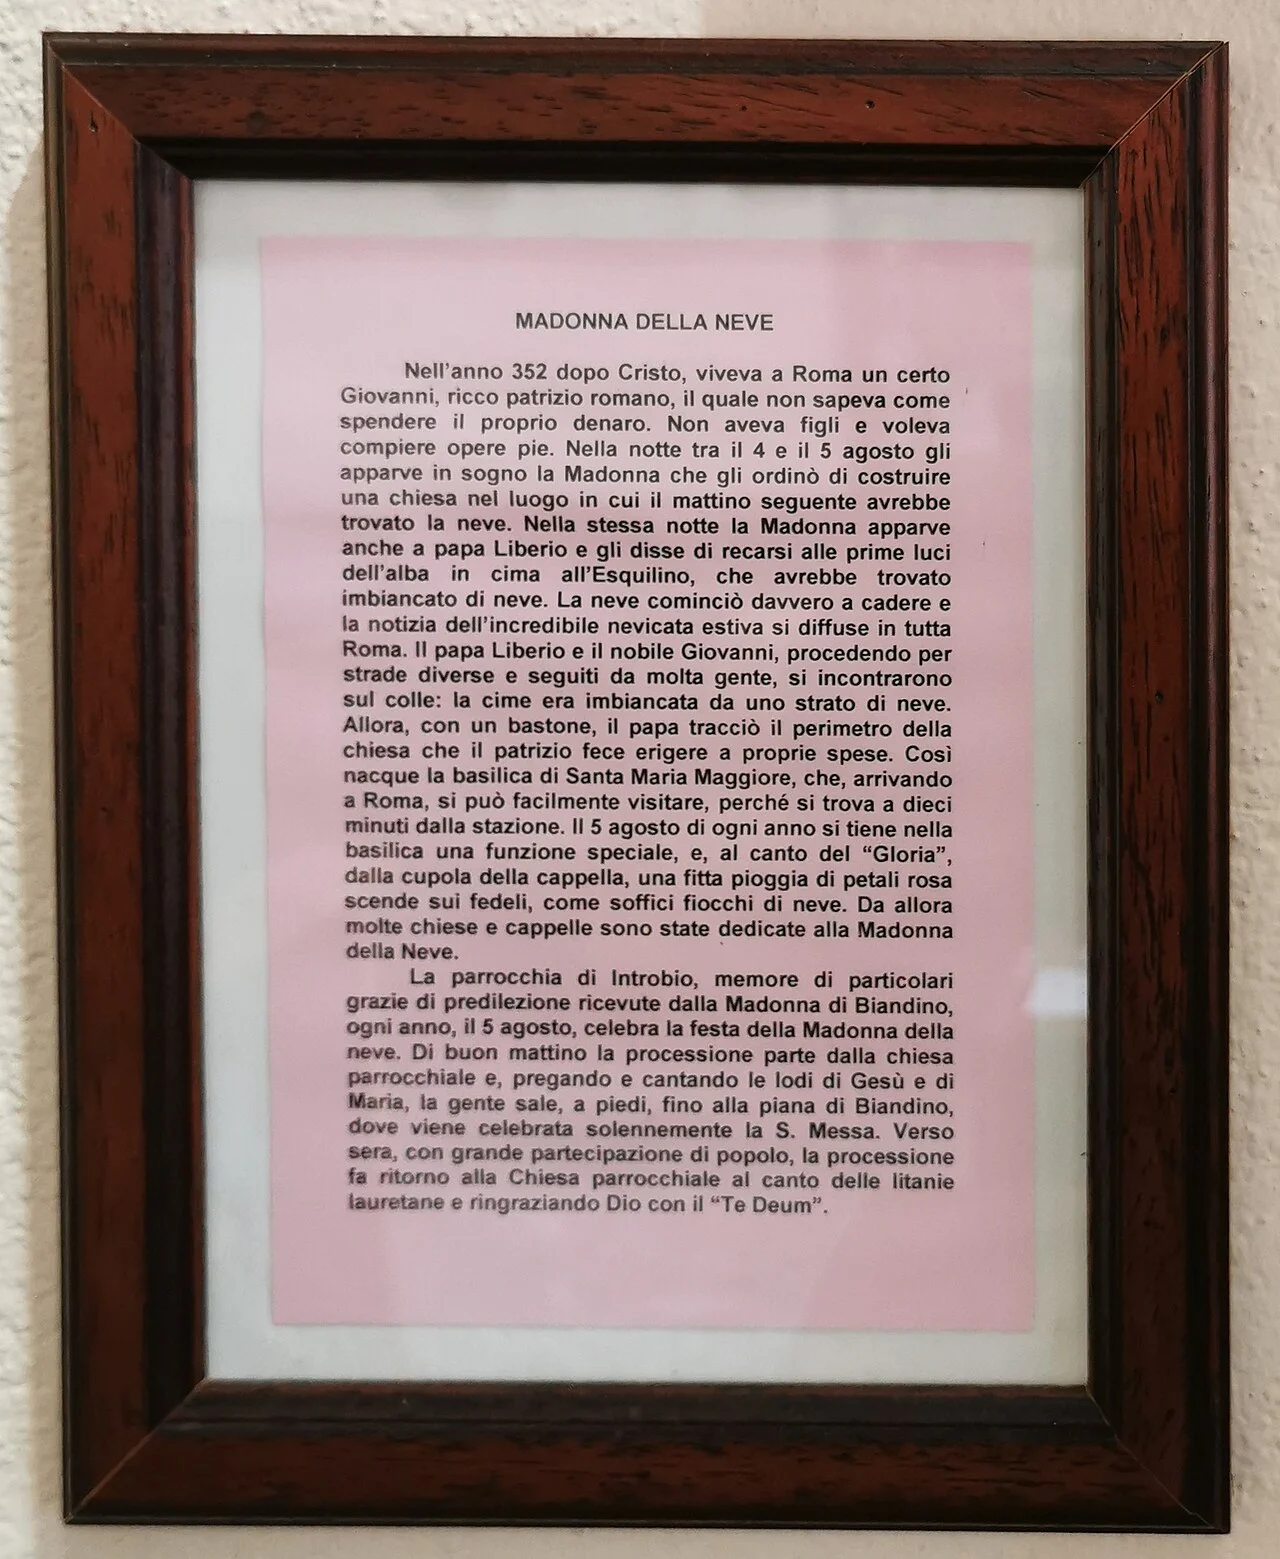 MADONNA DELLA NEVE
Nell'anno 352 dopo Cristo, viveva a Roma un certo
Giovanni, ricco patrizio romano, il quale non sapeva come
spendere il proprio denaro. Non aveva figli e voleva
compiere opere pie. Nella notte tra il 4 e il 5 agosto gli
apparve in sogno la Madonna che gli ordinò di costruire
una chiesa nel luogo in cui il mattino seguente avrebbe
trovato la neve. Nella stessa notte la Madonna apparve
anche a papa Liberio e gli disse di recarsi alle prime luci
dell'alba in cima all'Esquilino, che avrebbe trovato
imbiancato di neve. La neve cominciò davvero a cadere e
la notizia dell'incredibile nevicata estiva si diffuse in tutta
Roma. Il papa Liberio e il nobile Giovanni, procedendo per
strade diverse e seguiti da molta gente, si incontrarono
sul colle: la cime era imbiancata da uno strato di neve.
Allora, con un bastone, il papa tracciò il perimetro della
chiesa che il patrizio fece erigere a proprie spese. Così
nacque la basilica di Santa Maria Maggiore, che, arrivando
a Roma, si può facilmente visitare, perché si trova a dieci
minuti dalla stazione. Il 5 agosto di ogni anno si tiene nella
basilica una funzione speciale, e, al canto del “Gloria”,
dalla cupola della cappella, una fitta pioggia di petali rosa
scende sui fedeli, come soffici fiocchi di neve. Da allora
molte chiese e cappelle sono state dedicate alla Madonna
della Neve.
La parrocchia di Introbio, memore di particolari
grazie di predilezione ricevute dalla Madonna di Biandino,
ogni anno, il 5 agosto, celebra la festa della Madonna della
neve. Di buon mattino la processione parte dalla chiesa
parrocchiale e, pregando e cantando le lodi di Gesù e di
Maria, la gente sale, a piedi, fino alla piana di Biandino,
dove viene celebrata solennemente la S. Messa. Verso
sera, con grande partecipazione di popolo, la processione
fa ritorno alla Chiesa parrocchiale al canto delle litanie
lauretane e ringraziando Dio con il “Te Deum”.